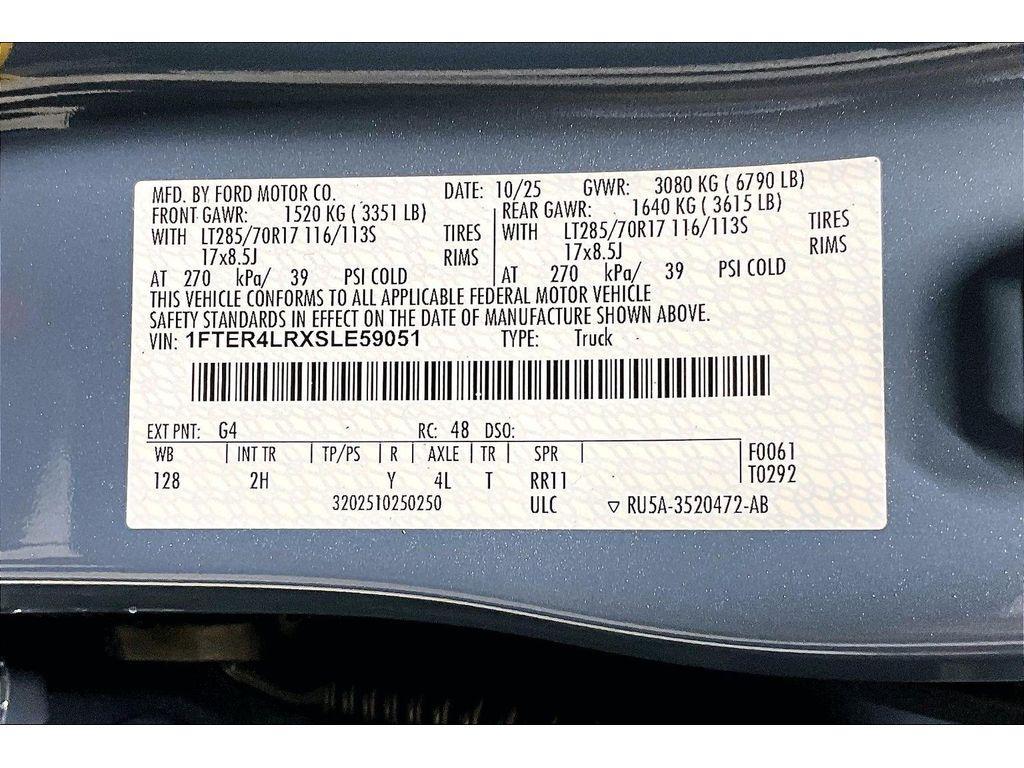 MFD. BY FORD MOTOR CO. DATE: 10/25 GVWR: 3080 KG ( 6790 LB)
FRONT GAWR: 1520 KG ( 3351 LB) REAR GAWR: 1640 KG ( 3615 LB)
WITH LT285/70R17 116/113S TIRES WITH LT285/70R17 116/113S TIRES
17x8.5J RIMS 17x8.5J RIMS
AT 270 kPa/ 39 PSI COLD AT 270 kPa/ 39 PSI COLD
THIS VEHICLE CONFORMS TO ALL APPLICABLE FEDERAL MOTOR VEHICLE
SAFETY STANDARDS IN EFFECT ON THE DATE OF MANUFACTURE SHOWN ABOVE.
VIN: 1FTER4LRXSLE59051 TYPE: Truck
EXT PNT: G4 RC: 48 DSO:
WB | INT TR | TP/PS | R | AXLE | TR | SPR | F0061
128 2H Y 4L T RR11 T0292
3202510250250 ULC ▽ RU5A-3520472-AB